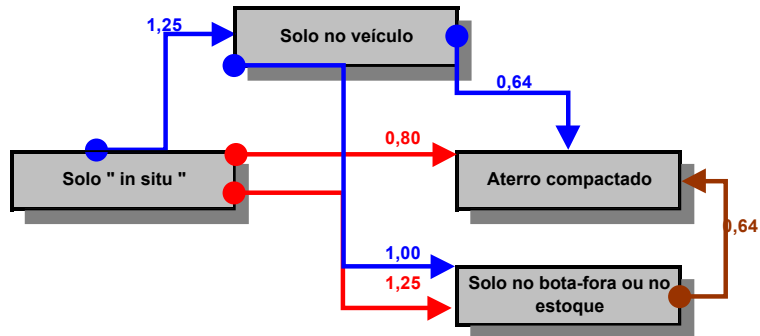 1,25
Solo no veículo
0,64
0,80
Solo " in situ "
Aterro compactado
0,64
1,00
1,25
Solo no bota-fora ou no
estoque